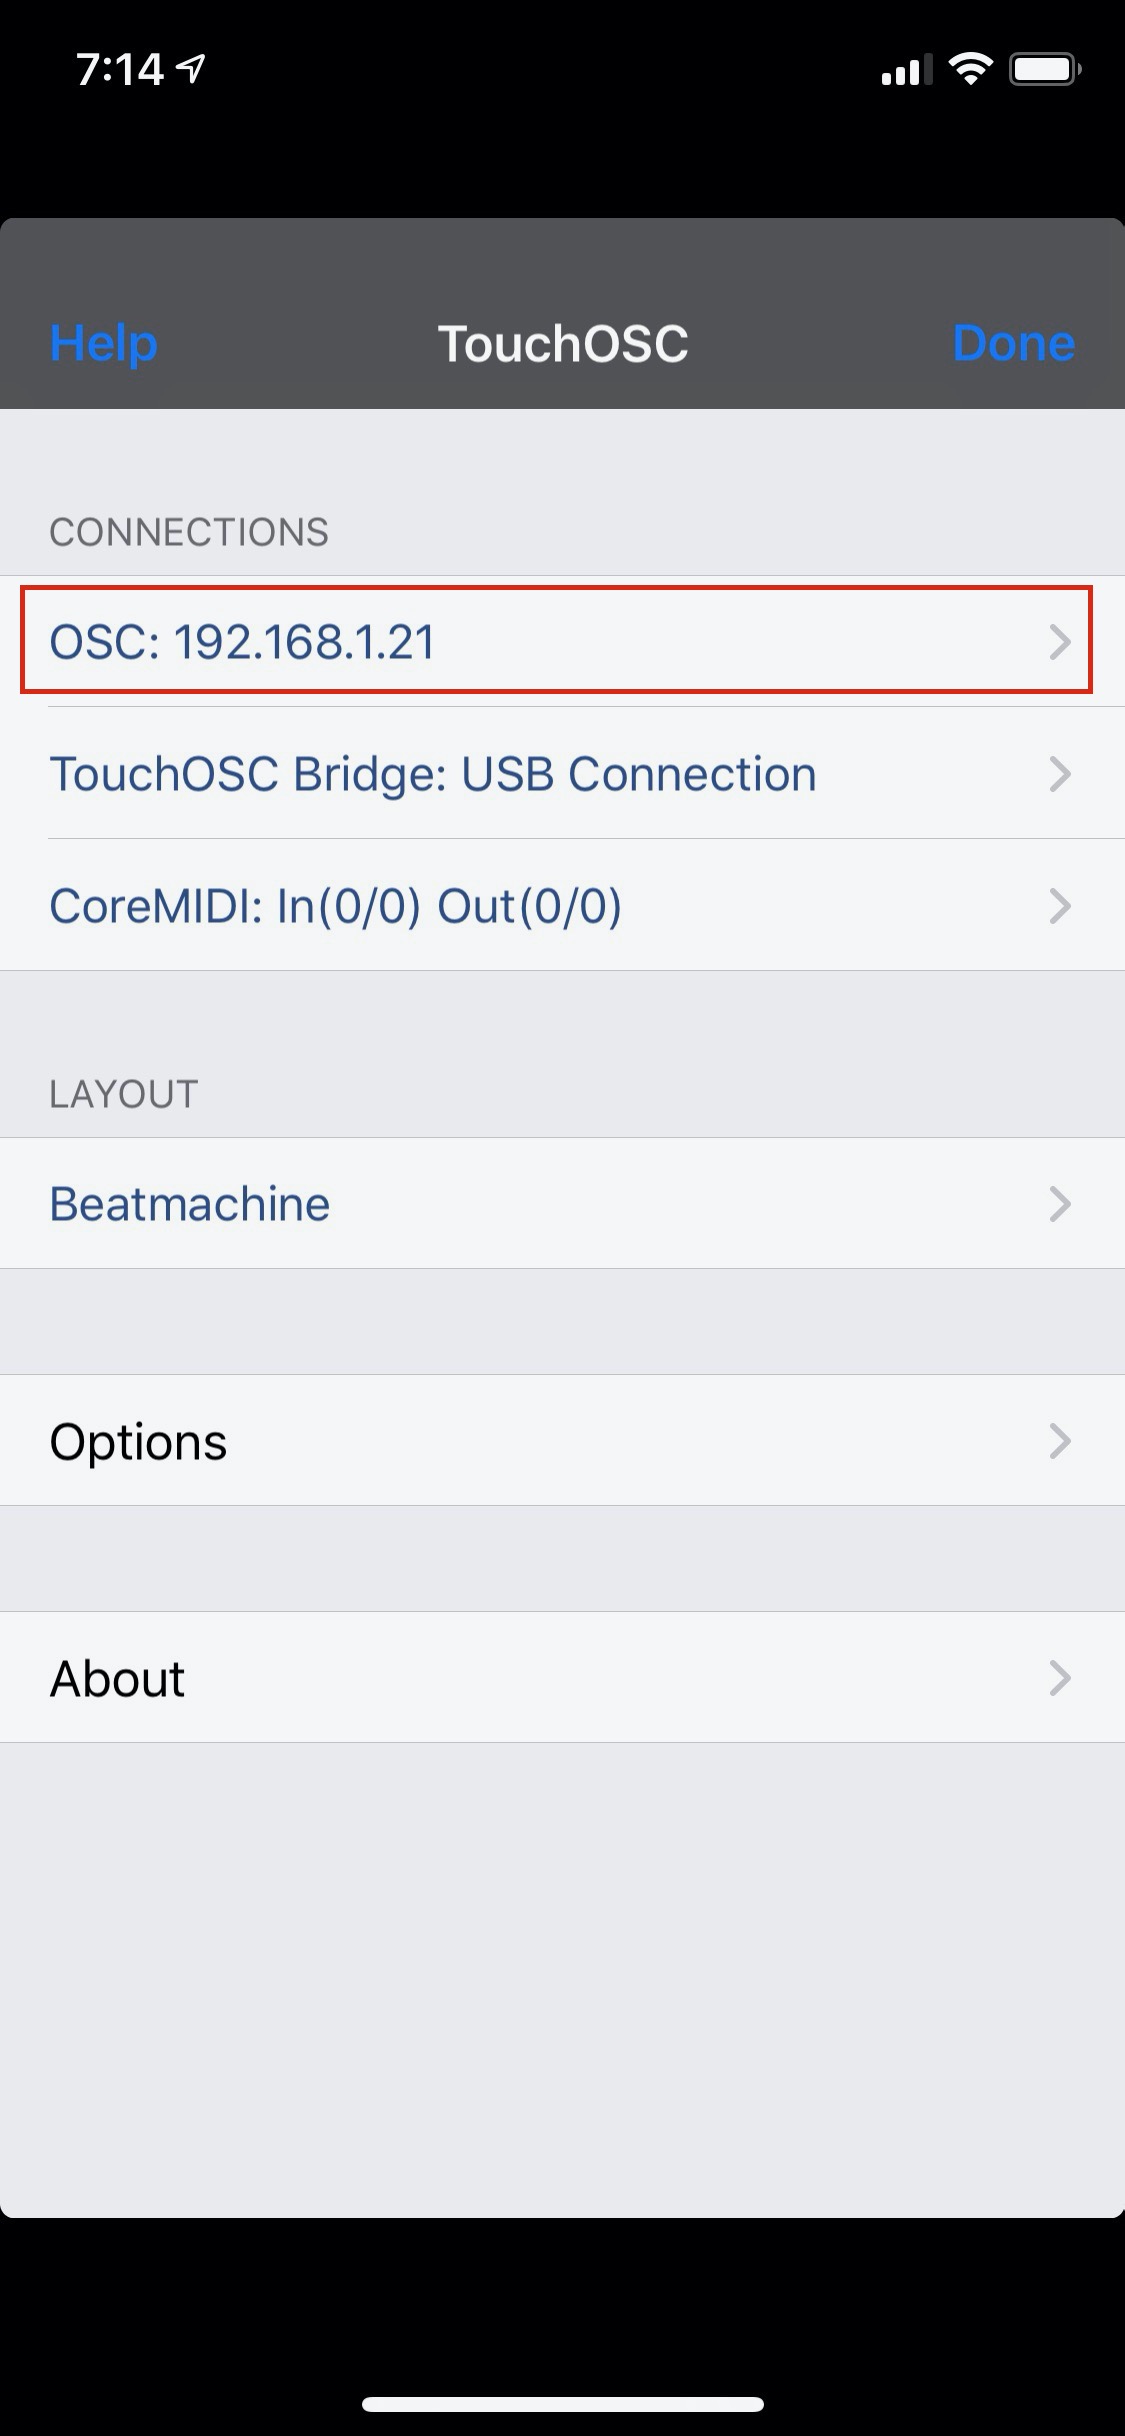 7:14
Help TouchOSC Done
CONNECTIONS
OSC: 192.168.1.21
TouchOSC Bridge: USB Connection
CoreMIDI: In(0/0) Out(0/0)
LAYOUT
Beatmachine
Options
About